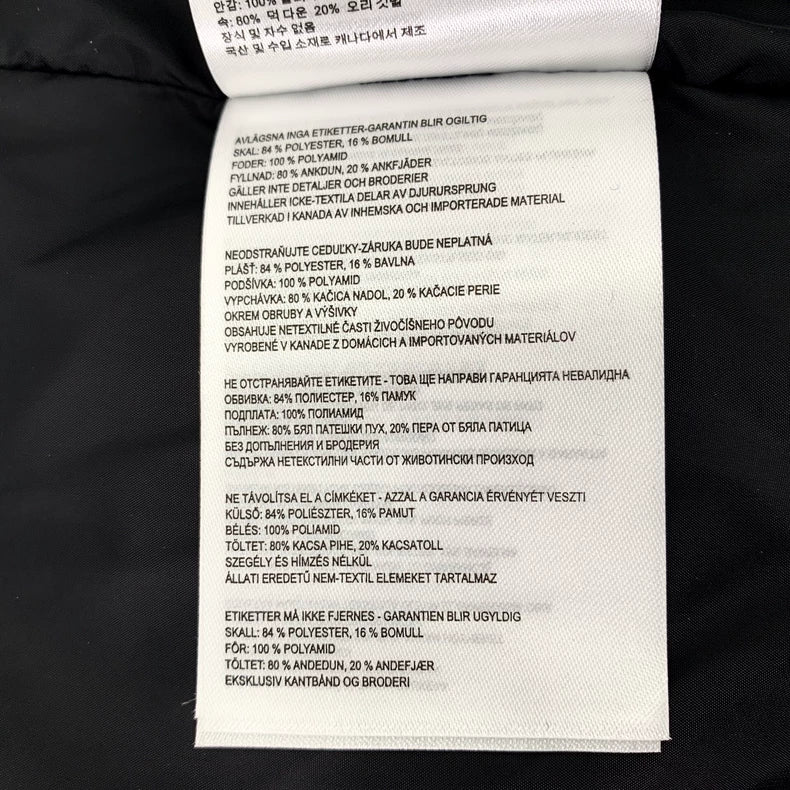 안감: 100%
속: 80% 덕 다운 20% 오리 깃털
장식 및 자수 없음
국산 및 수입 소재로 캐나다에서 제조
AVLÄGSNA INGA ETIKETTER-GARANTIN BLIR OGILTIG
SKAL: 84 % POLYESTER, 16 % BOMULL
FODER: 100 % POLYAMID
FYLLNAD: 80 % ANKDUN, 20 % ANKFJÄDER
GÄLLER INTE DETALJER OCH BRODERIER
INNEHÅLLER ICKE-TEXTILA DELAR AV DJURURSPRUNG
TILLVERKAD I KANADA AV INHEMSKA OCH IMPORTERADE MATERIAL
NEODSTRAŇUJTE CEDUĽKY-ZÁRUKA BUDE NEPLATNÁ
PLÁŠŤ: 84 % POLYESTER, 16 % BAVLNA
PODŠÍVKA: 100 % POLYAMID
VYPCHÁVKA: 80 % KAČICA NADOL, 20 % KAČACIE PERIE
OKREM OBRUBY A VÝŠIVKY
OBSAHUJE NETEXTILNÉ ČASTI ŽIVOČÍŠNEHO PÔVODU
VYROBENÉ V KANADE Z DOMÁCICH A IMPORTOVANÝCH MATERIÁLOV
НЕ ОТСТРАНЯВАЙТЕ ЕТИКЕТИТЕ - ТОВА ЩЕ НАПРАВИ ГАРАНЦИЯТА НЕВАЛИДНА
ОБВИВКА: 84% ПОЛИЕСТЕР, 16% ПАМУК
ПОДПЛАТА: 100% ПОЛИАМИД
ПЪЛНЕЖ: 80% БЯЛ ПАТЕШКИ ПУХ, 20% ПЕРА ОТ БЯЛА ПАТИЦА
БЕЗ ДОПЪЛНЕНИЯ И БРОДЕРИЯ
СЪДЪРЖА НЕТЕКСТИЛНИ ЧАСТИ ОТ ЖИВОТИНСКИ ПРОИЗХОД
NE TÁVOLÍTSA EL A CÍMKÉKET - AZZAL A GARANCIA ÉRVÉNYÉT VESZTI
KÜLSŐ: 84% POLIÉSZTER, 16% PAMUT
BÉLÉS: 100% POLIAMID
TÖLTET: 80% KACSA PIHE, 20% KACSATOLL
SZEGÉLY ÉS HÍMZÉS NÉLKÜL
ÁLLATI EREDETŰ NEM-TEXTIL ELEMEKET TARTALMAZ
ETIKETTER MÅ IKKE FJERNES - GARANTIEN BLIR UGYLDIG
SKALL: 84 % POLYESTER, 16 % BOMULL
FÔR: 100 % POLYAMID
TÖLTET: 80 % ANDEDUN, 20 % ANDEFJÆR
EKSKLUSIV KANTBÅND OG BRODERI